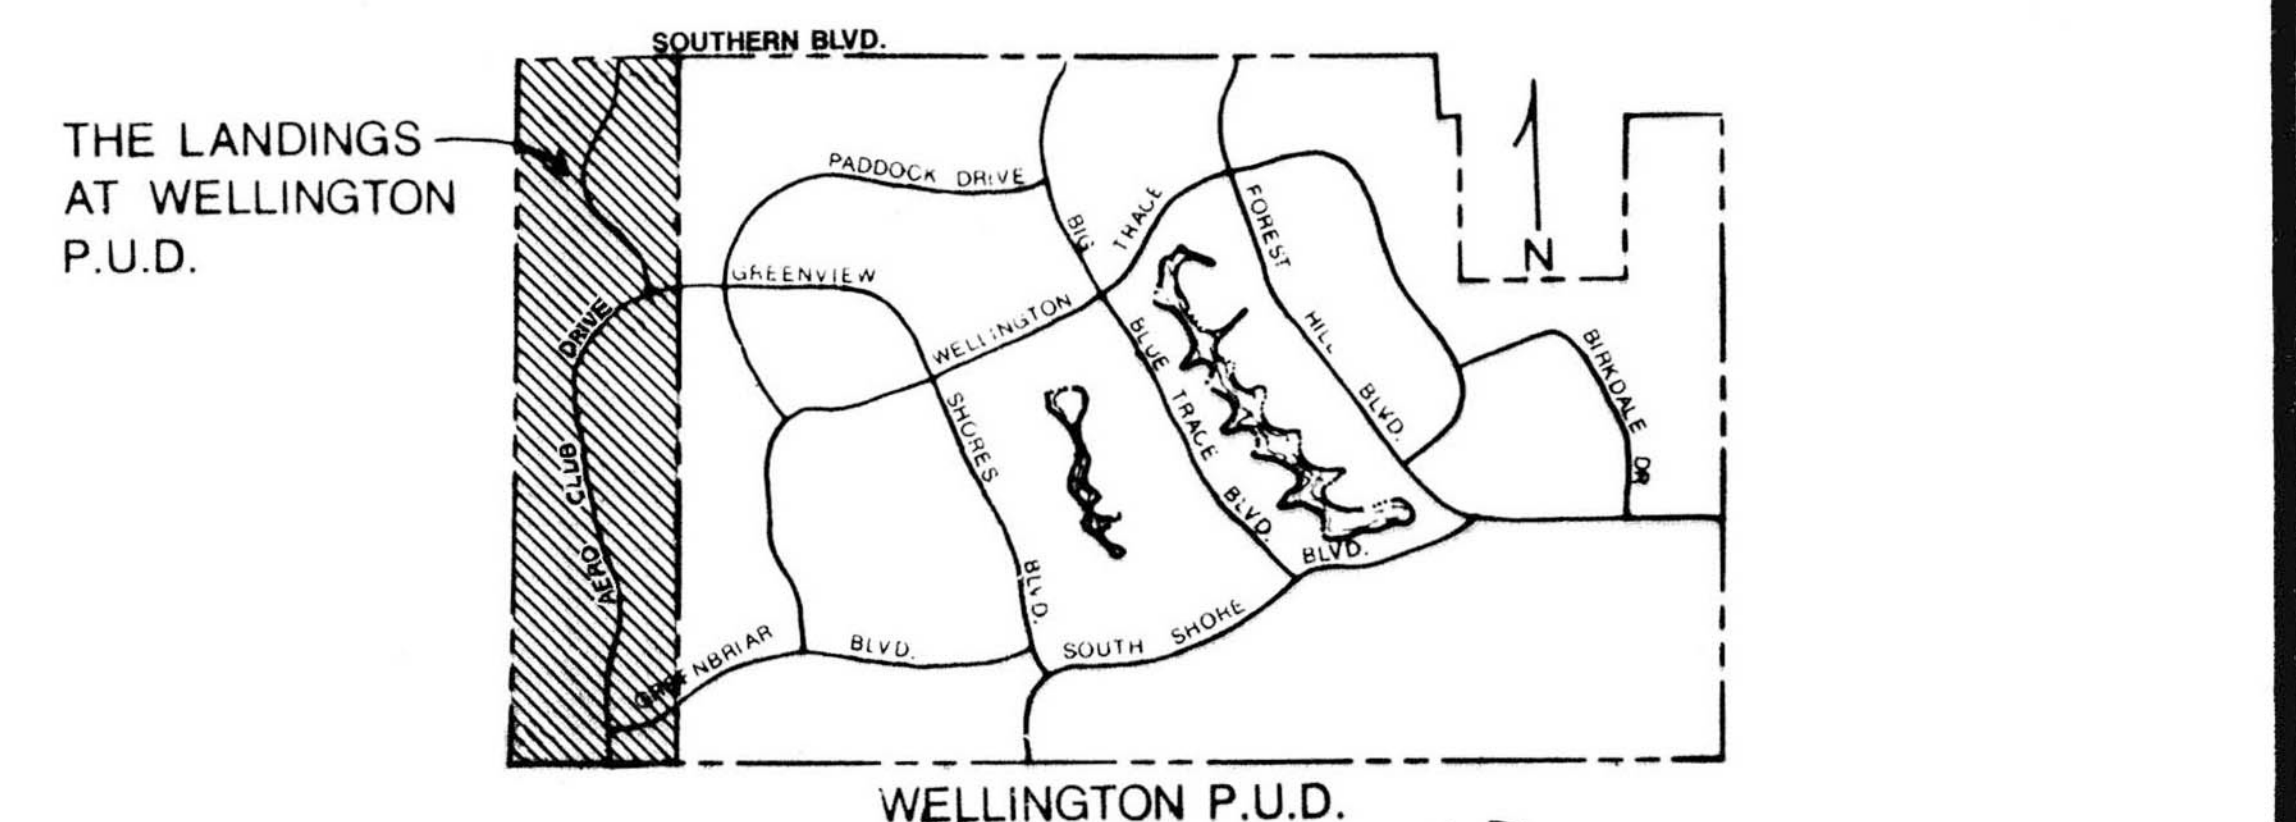 SOUTHERN BLVD.
THE LANDINGS
AT WELLINGTON
P.U.D.
PADDOCK DRIVE
BIG
TRACE
FOREST
N
GREENVIEW
WELLINGTON
DRIVE
BLUE
HILL
BIRKDALE
SHORES
TRACE
BLVD.
CLUB
DR
BLVD.
AERO
BLVD.
BLVD.
GREENBRIAR
BLVD.
SOUTH SHORE
WELLINGTON P.U.D.